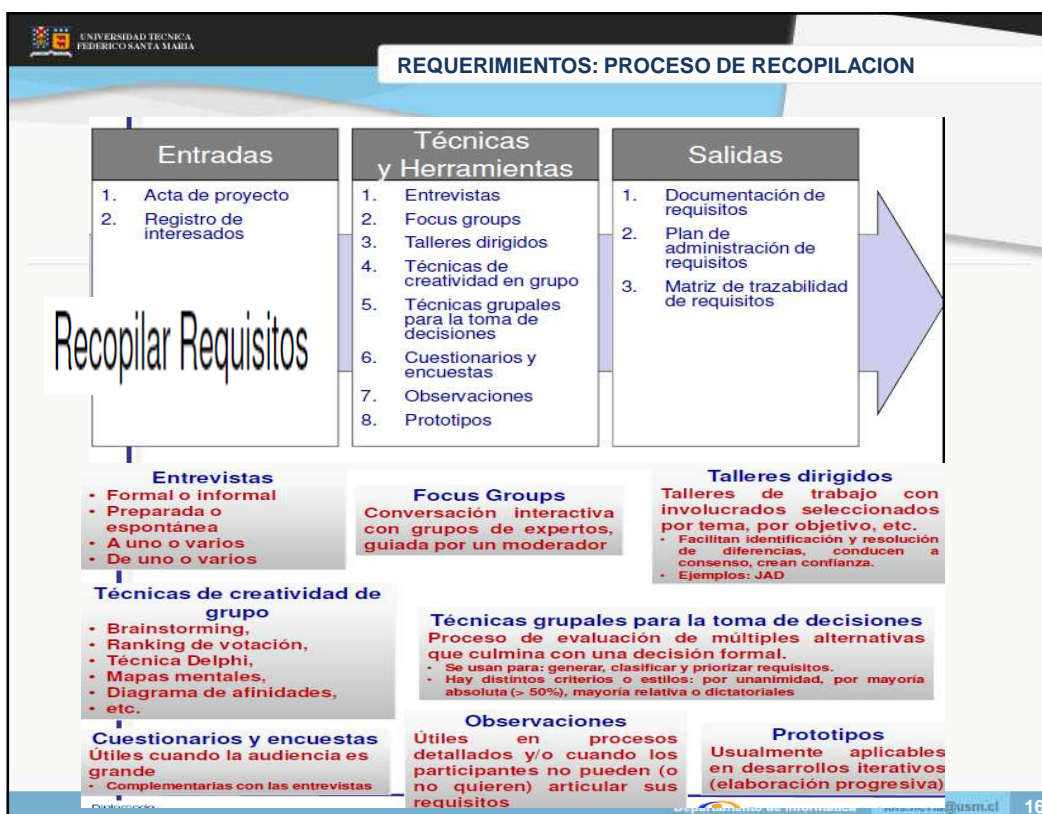 UNIVERSIDAD TECNICA
FEDERICO SANTA MARIA
REQUERIMIENTOS: PROCESO DE RECOPILACION
Entradas
1. Acta de proyecto
2. Registro de
interesados
Técnicas
y Herramientas
1. Entrevistas
2. Focus groups
3. Talleres dirigidos
4. Técnicas de
creatividad en grupo
5. Técnicas grupales
para la toma de
decisiones
6. Cuestionarios y
encuestas
7. Observaciones
8. Prototipos
Salidas
1. Documentación de
requisitos
2. Plan de
administración de
requisitos
3. Matriz de trazabilidad
de requisitos
Recopilar Requisitos
Entrevistas
• Formal o informal
• Preparada o
espontánea
• A uno o varios
• De uno o varios
Focus Groups
Conversación interactiva
con grupos de expertos,
guiada por un moderador
Talleres dirigidos
Talleres de trabajo con
involucrados seleccionados
por tema, por objetivo, etc.
• Facilitan identificación y resolución
de diferencias, conducen a
consenso, crean confianza.
• Ejemplos: JAD
Técnicas de creatividad de
grupo
• Brainstorming,
• Ranking de votación,
• Técnica Delphi,
• Mapas mentales,
• Diagrama de afinidades,
• etc.
Técnicas grupales para la toma de decisiones
Proceso de evaluación de múltiples alternativas
que culmina con una decisión formal.
• Se usan para: generar, clasificar y priorizar requisitos.
• Hay distintos criterios o estilos: por unanimidad, por mayoría
absoluta (> 50%), mayoría relativa o dictatoriales
Cuestionarios y encuestas
Útiles cuando la audiencia es
grande
• Complementarias con las entrevistas
Observaciones
Útiles en procesos
detallados y/o cuando los
participantes no pueden (o
no quieren) articular sus
requisitos
Prototipos
Usualmente aplicables
en desarrollos iterativos
(elaboración progresiva)
Departamento de Informática
@usm.cl
16